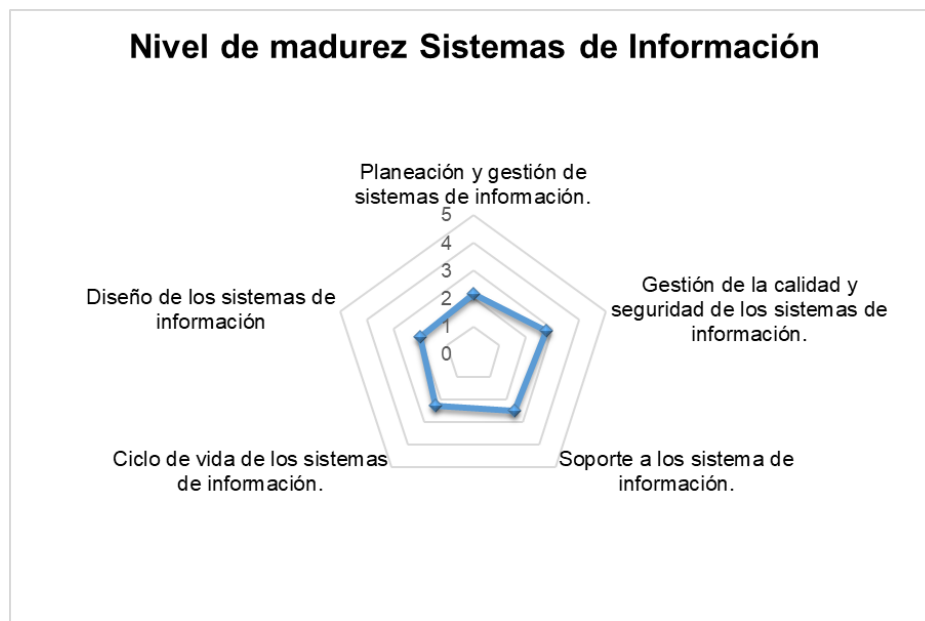 Nivel de madurez Sistemas de Información
Planeación y gestión de
sistemas de información.
5
4
3
2
1
0
Gestión de la calidad y
seguridad de los sistemas de
información.
Soporte a los sistema de
información.
Ciclo de vida de los sistemas
de información.
Diseño de los sistemas de
información